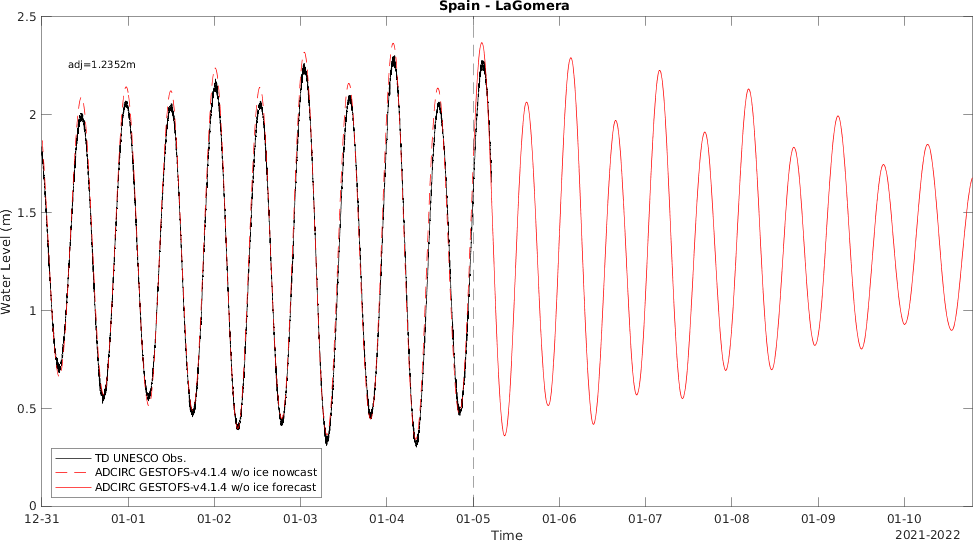 Spain - LaGomera
2.5
adj=1.2352m
2
1.5
Water Level (m)
1
0.5
TD UNESCO Obs.
ADCIRC GESTOFS-v4.1.4 w/o ice nowcast
ADCIRC GESTOFS-v4.1.4 w/o ice forecast
0
12-31 01-01 01-02 01-03 01-04 01-05 01-06 01-07 01-08 01-09 01-10
Time
2021-2022